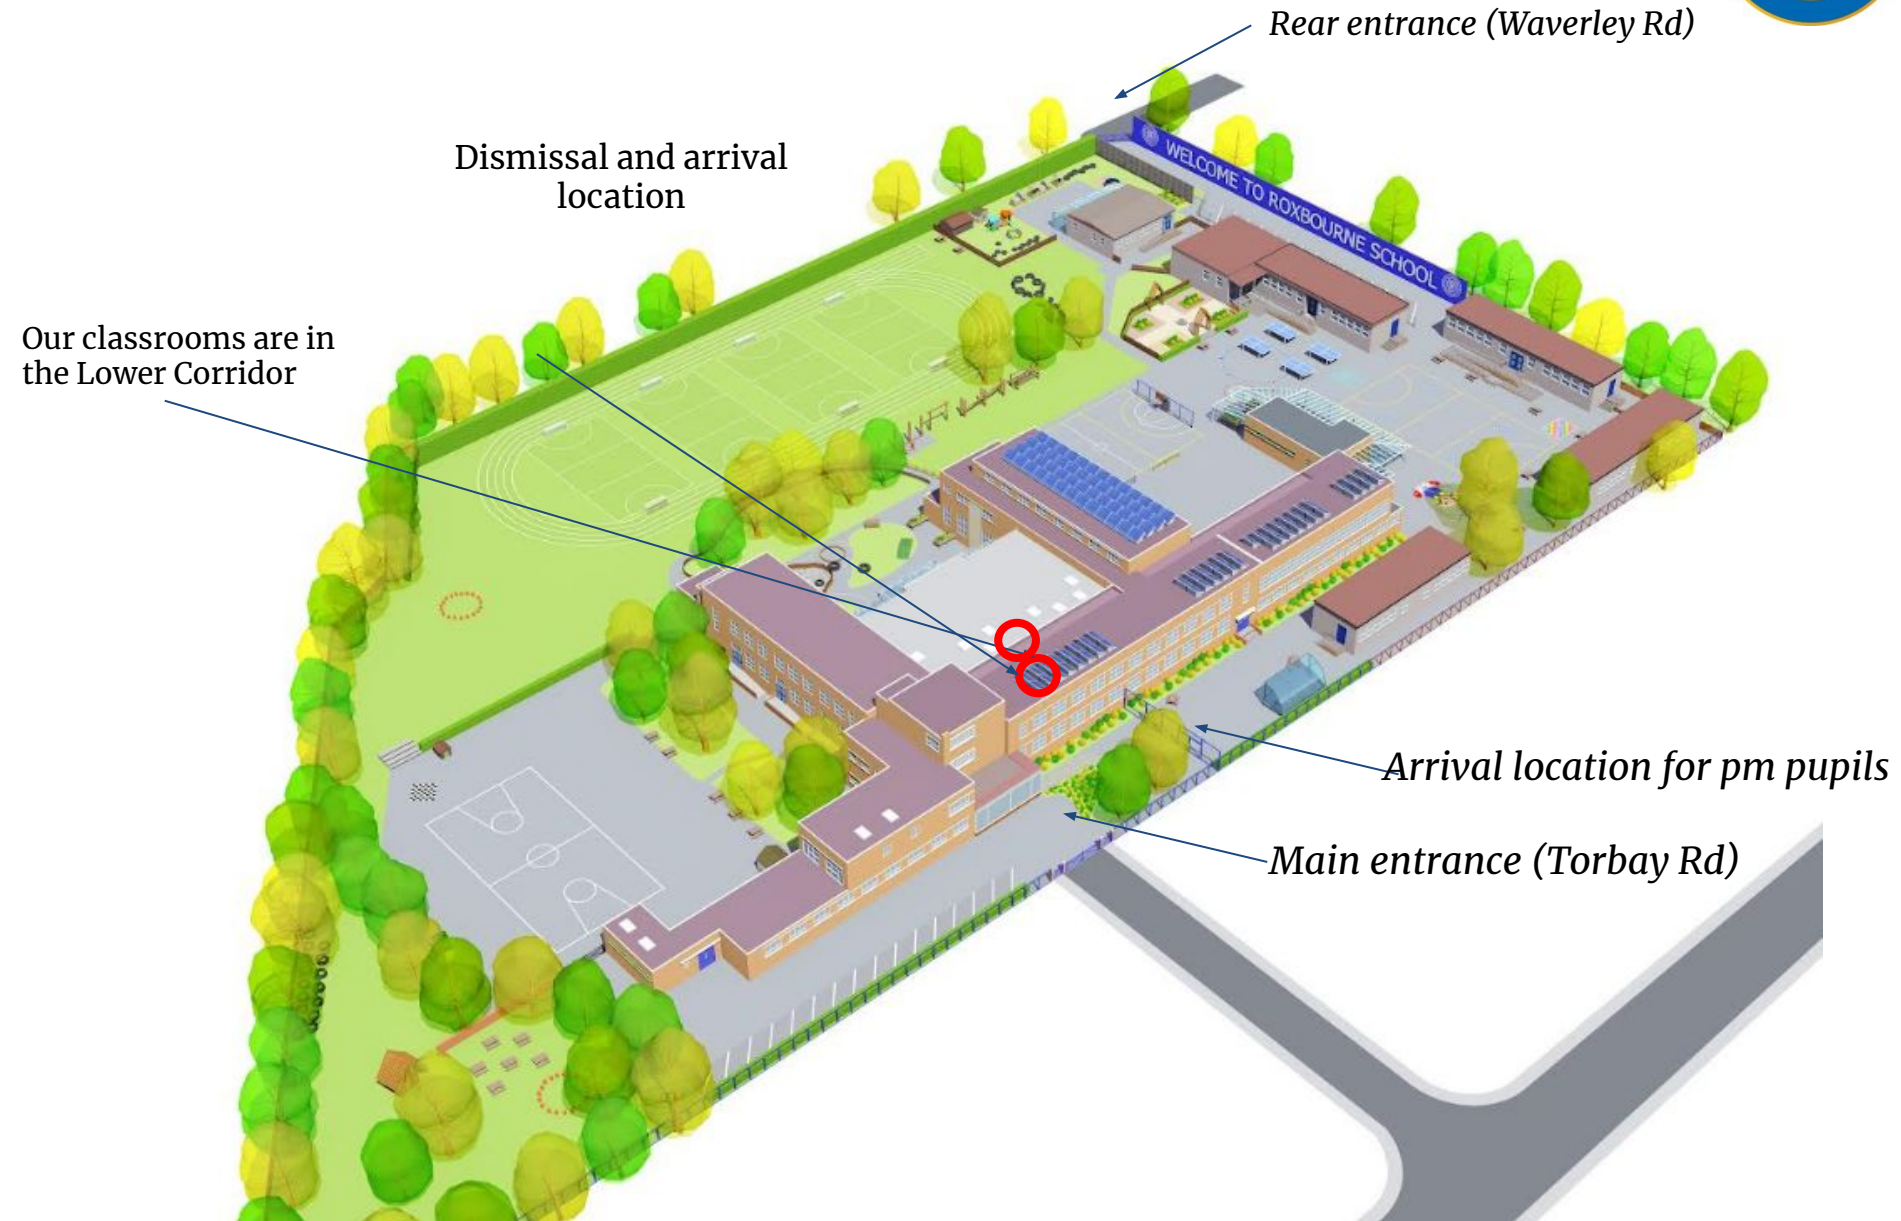 Rear entrance (Waverley Rd)
Dismissal and arrival
location
WELCOME TO ROXBOURNE SCHOOL
Our classrooms are in
the Lower Corridor
Arrival location for pm pupils
Main entrance (Torbay Rd)